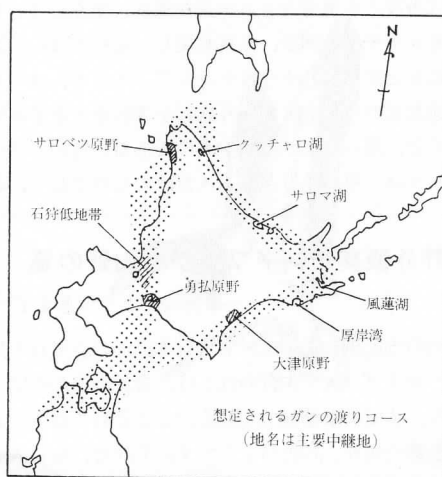 N
サロベツ原野
クッチャロ湖
サロマ湖
石狩低地帯
勇払原野
風蓮湖
厚岸湾
大津原野
想定されるガンの渡りコース
(地名は主要中継地)